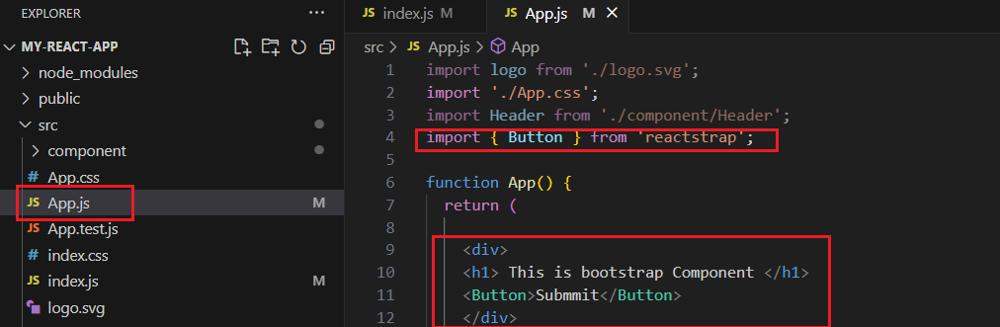 EXPLORER ...
MY-REACT-APP
node_modules
public
src
component
# App.css
JS App.js M
JS App.test.js
# index.css
JS index.js M
logo.svg
JS index.js M
JS App.js M
src > JS App.js > App
1 import logo from './logo.svg';
2 import './App.css';
3 import Header from './component/Header';
4 import { Button } from 'reactstrap';
5
6 function App() {
7 return (
8
9 <div>
10 <h1> This is bootstrap Component </h1>
11 <Button>Submmit</Button>
12 </div>